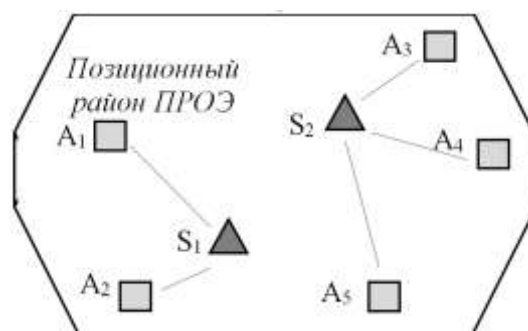 A₃
Позиционный
район ПРОЭ
S₂
A₁
A₄
S₁
A₂
A₅